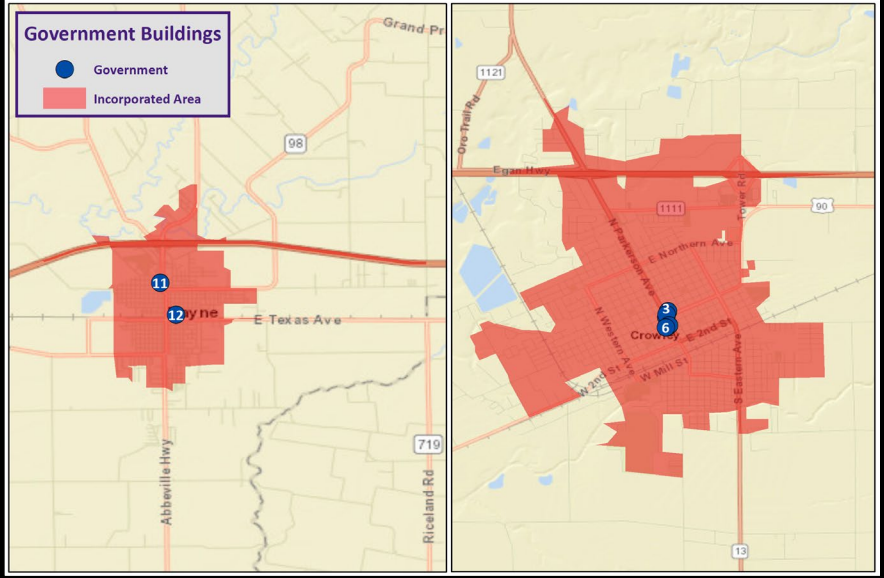 Government Buildings
Government
Incorporated Area
Grand Pr
98
11
12
yne
E Texas Ave
719
Abbeville Hwy
Riceland Rd
1121
Oro Trail Rd
Egan Hwy
1111
Tower Rd
90
N Parkerson Ave
E Northern Ave
3
6
N Western Ave
Crowley
E 2nd St
W 2nd St
W Mill St
S Eastern Ave
13